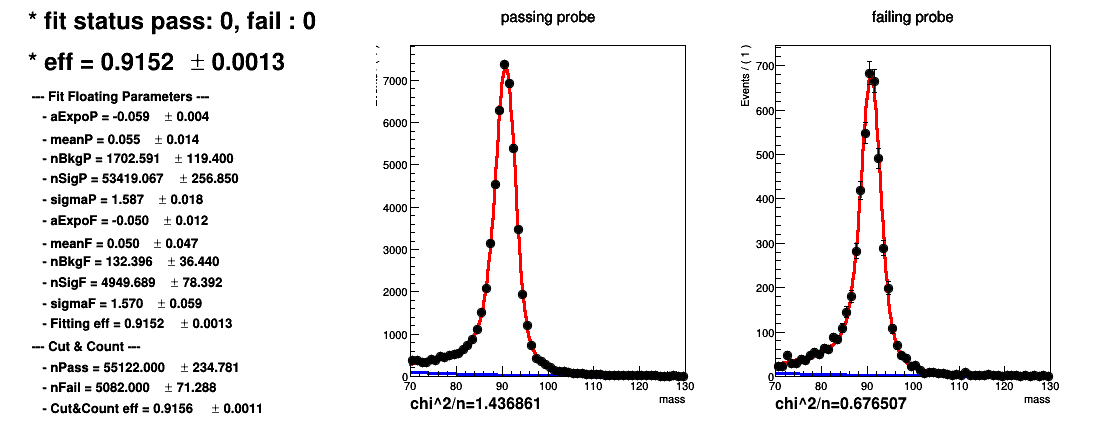 * fit status pass: 0, fail : 0
* eff = 0.9152 ± 0.0013
--- Fit Floating Parameters ---
- aExpoP = -0.059 ± 0.004
- meanP = 0.055 ± 0.014
- nBkgP = 1702.591 ± 119.400
- nSigP = 53419.067 ± 256.850
- sigmaP = 1.587 ± 0.018
- aExpoF = -0.050 ± 0.012
- meanF = 0.050 ± 0.047
- nBkgF = 132.396 ± 36.440
- nSigF = 4949.689 ± 78.392
- sigmaF = 1.570 ± 0.059
- Fitting eff = 0.9152 ± 0.0013
--- Cut & Count ---
- nPass = 55122.000 ± 234.781
- nFail = 5082.000 ± 71.288
- Cut&Count eff = 0.9156 ± 0.0011
passing probe
7000
6000
5000
4000
3000
2000
1000
0
70 80 90 100 110 120 130
mass
chi^2/n=1.436861
failing probe
Events / ( 1 )
700
600
500
400
300
200
100
0
70 80 90 100 110 120 130
mass
chi^2/n=0.676507